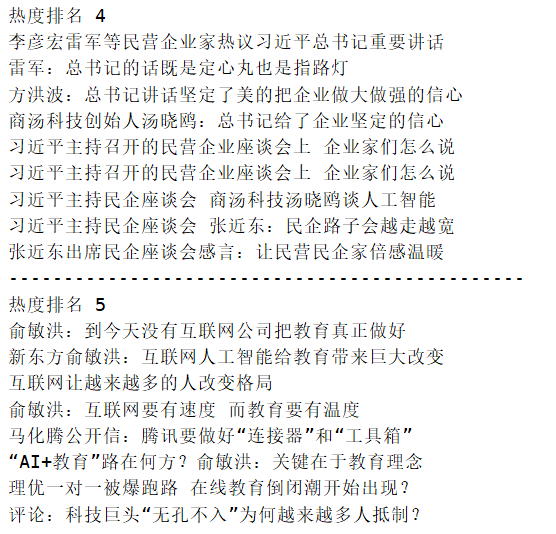 热度排名 4
李彦宏雷军等民营企业家热议习近平总书记重要讲话
雷军：总书记的话既是定心丸也是指路灯
方洪波：总书记讲话坚定了美的把企业做大做强的信心
商汤科技创始人汤晓鸥：总书记给了企业坚定的信心
习近平主持召开的民营企业座谈会上 企业家们怎么说
习近平主持召开的民营企业座谈会上 企业家们怎么说
习近平主持民企座谈会 商汤科技汤晓鸥谈人工智能
习近平主持民企座谈会 张近东：民企路子会越走越宽
张近东出席民企座谈会感言：让民营民企家倍感温暖
-----------------------------------------------
热度排名 5
俞敏洪：到今天没有互联网公司把教育真正做好
新东方俞敏洪：互联网人工智能给教育带来巨大改变
互联网让越来越多的人改变格局
俞敏洪：互联网要有速度 而教育要有温度
马化腾公开信：腾讯要做好“连接器”和“工具箱”
“AI+教育”路在何方？俞敏洪：关键在于教育理念
理优一对一被爆跑路 在线教育倒闭潮开始出现？
评论：科技巨头“无孔不入”为何越来越多人抵制？